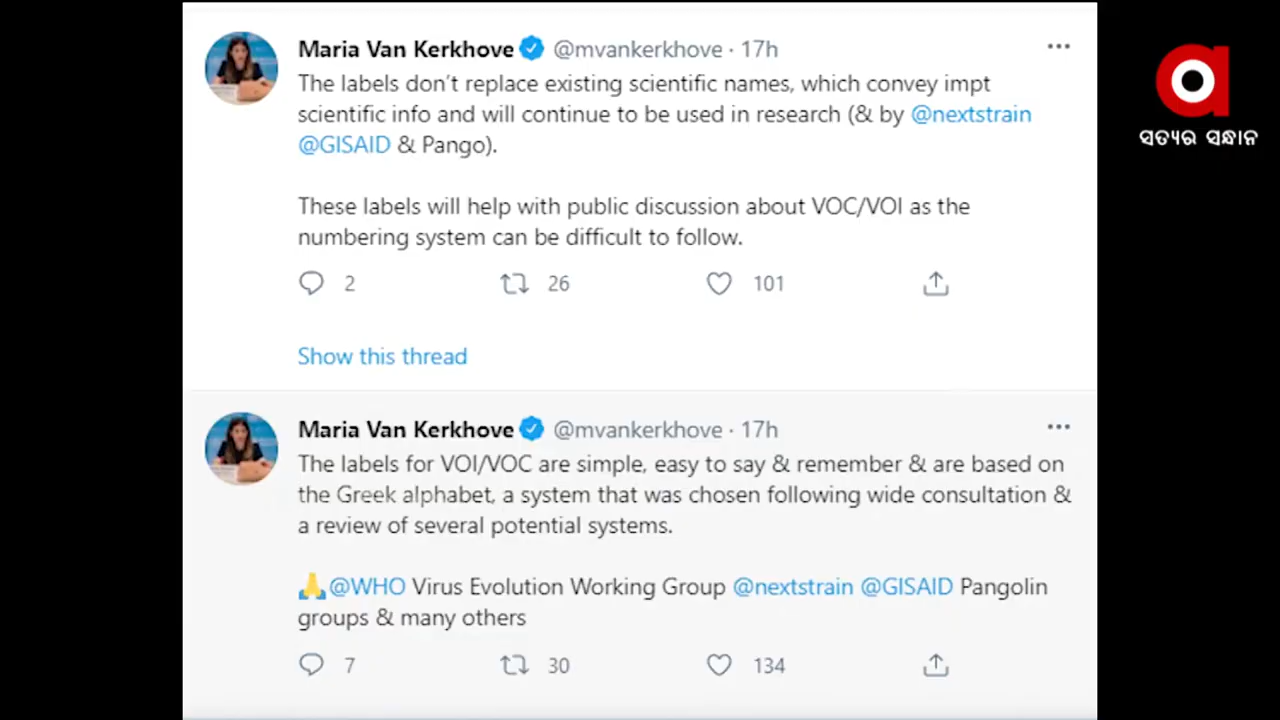 Maria Van Kerkhove @mvankerkhove · 17h
The labels don't replace existing scientific names, which convey impt
scientific info and will continue to be used in research (& by @nextstrain
@GISAID & Pango).
These labels will help with public discussion about VOC/VOI as the
numbering system can be difficult to follow.
2 26 101
Show this thread
Maria Van Kerkhove @mvankerkhove · 17h
The labels for VOI/VOC are simple, easy to say & remember & are based on
the Greek alphabet, a system that was chosen following wide consultation &
a review of several potential systems.
🙏@WHO Virus Evolution Working Group @nextstrain @GISAID Pangolin
groups & many others
7 30 134
ସତ୍ୟର ସନ୍ଧାନ